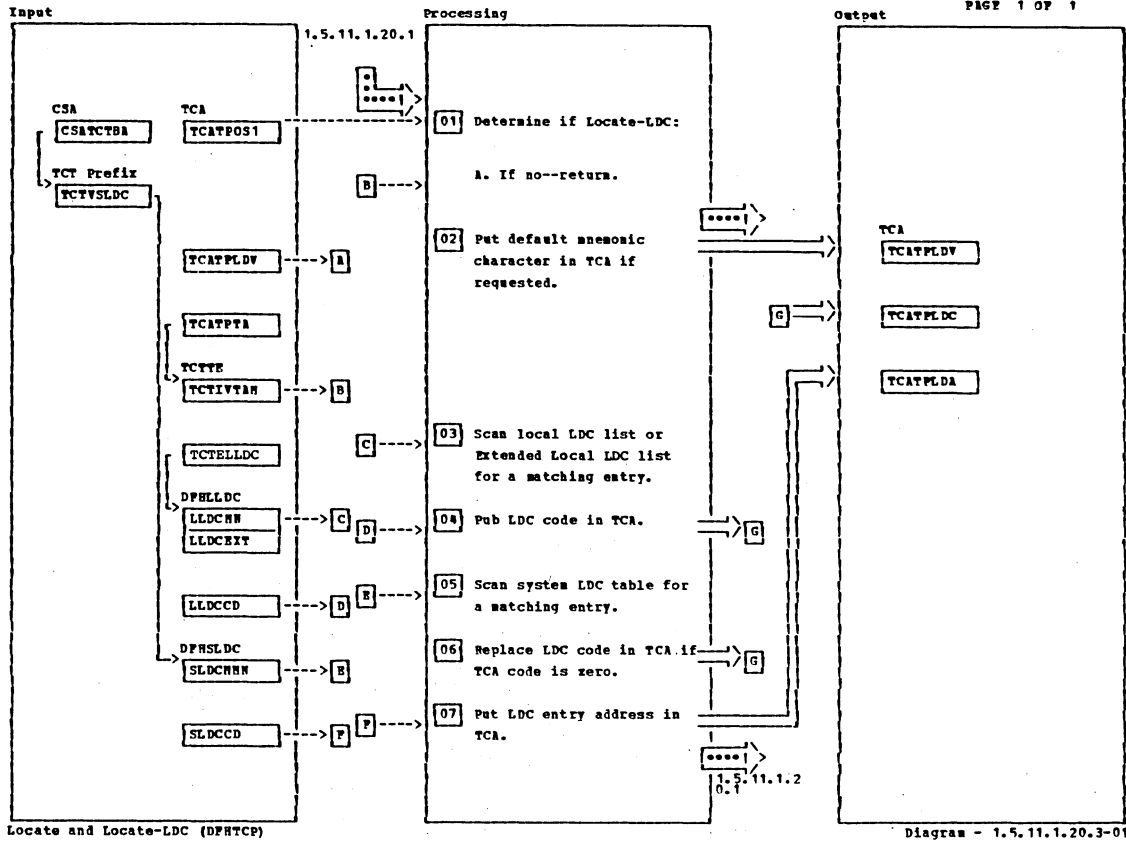 PAGE 1 OF 1
Input
Processing
Output
1.5.11.1.20.1
CSA
TCA
CSATCTBA
TCATPOS1
TCT Prefix
TCTVSLDC
TCATPLDV
A
TCATPTA
TCTTE
TCTIVTAM
B
TCTELLDC
DFHLLDC
LLDCMN
LLDCEXT
C
LLDCCD
D
DFHSLDC
SLDCMMN
E
SLDCCD
F
01 Determine if Locate-LDC:
B
A. If no--return.
02 Put default mnemonic
character in TCA if
requested.
C
03 Scan local LDC list or
Extended Local LDC list
for a matching entry.
D
04 Pub LDC code in TCA.
G
E
05 Scan system LDC table for
a matching entry.
06 Replace LDC code in TCA if
TCA code is zero.
G
F
07 Put LDC entry address in
TCA.
1.5.11.1.2
0.1
TCA
TCATPLDV
G
TCATPLDC
TCATPLDA
Locate and Locate-LDC (DFHTCP)
Diagram - 1.5.11.1.20.3-01